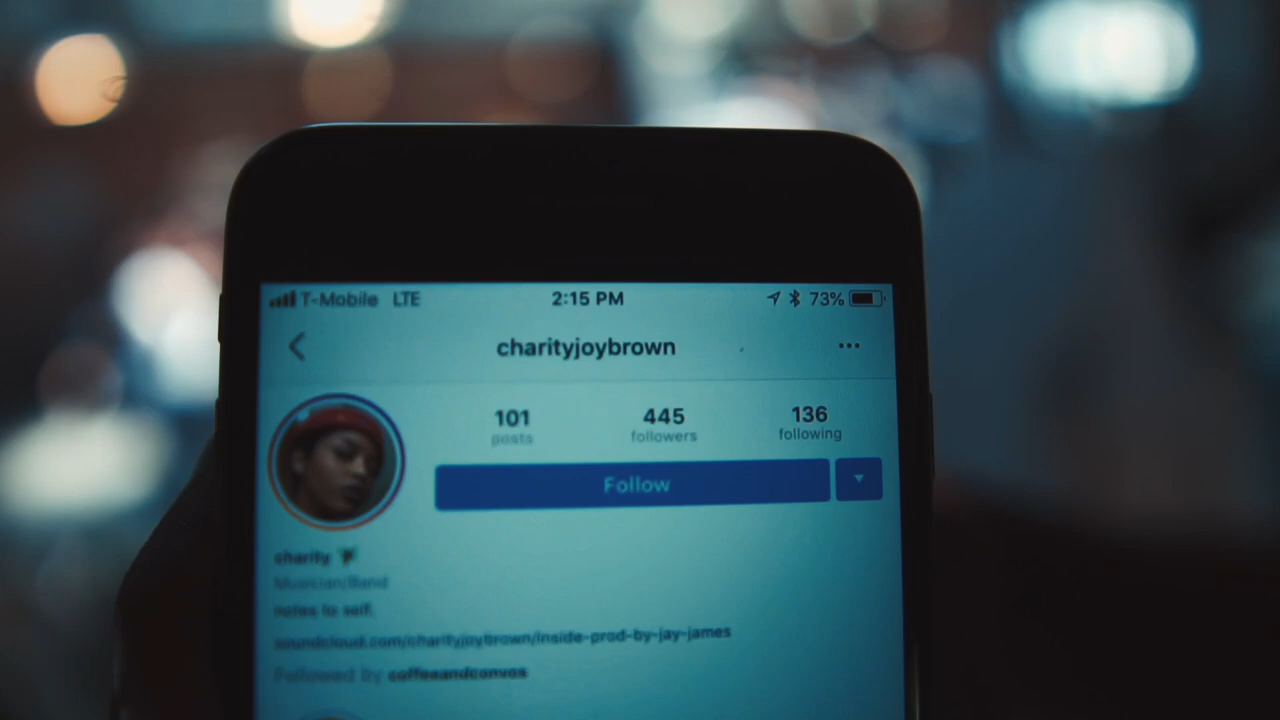 T-Mobile LTE 2:15 PM 73%
charityjoybrown
101 445 136
posts followers following
Follow
charity
Musician/Band
notes to self.
soundcloud.com/charityjoybrown/inside-prod-by-jay-james
Followed by coffeeandconvos